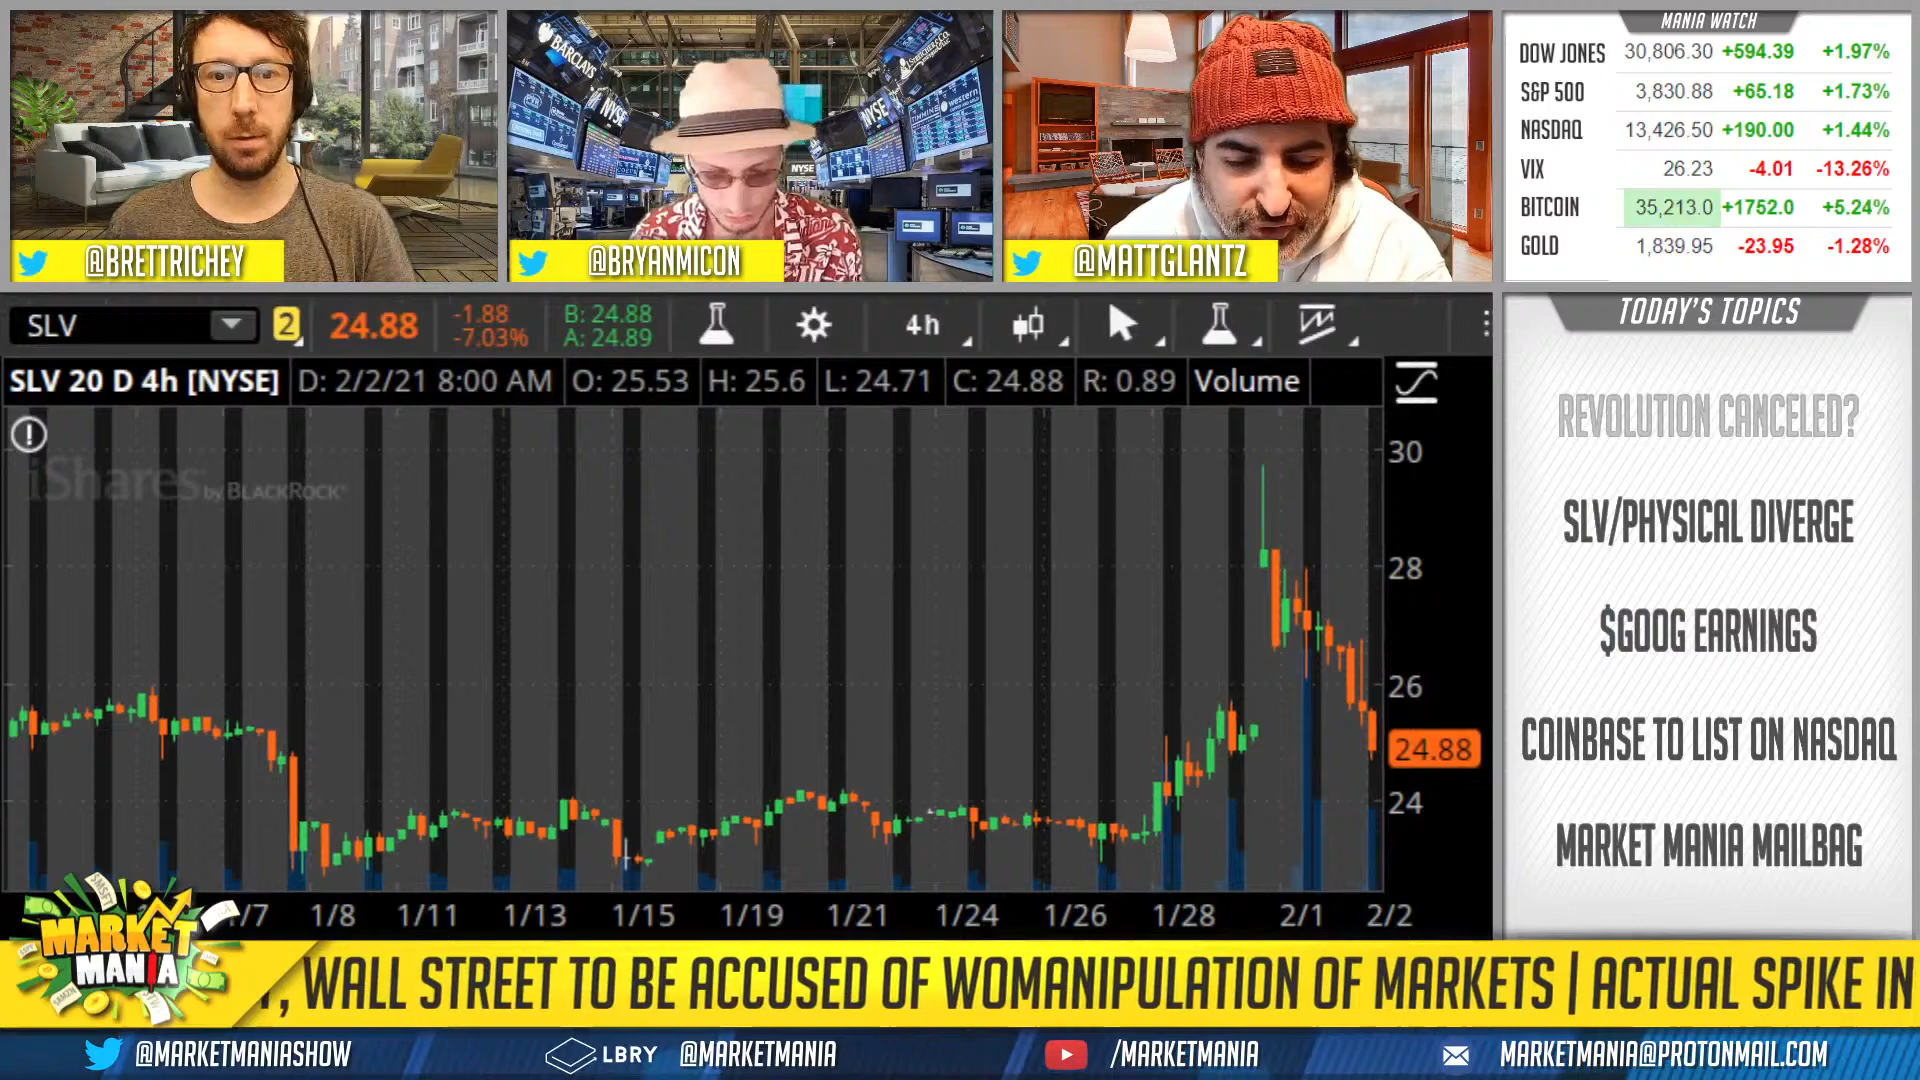 BARCLAYS
NYSE
NYSE
NYSE
@BRETTRICHEY
@BRYANMICON
@MATTGLANTZ
MANIA WATCH
DOW JONES 30,806.30 +594.39 +1.97%
S&P 500 3,830.88 +65.18 +1.73%
NASDAQ 13,426.50 +190.00 +1.44%
VIX 26.23 -4.01 -13.26%
BITCOIN 35,213.0 +1752.0 +5.24%
GOLD 1,839.95 -23.95 -1.28%
SLV 2 24.88 -1.88 B: 24.88 4h
-7.03% A: 24.89
SLV 20 D 4h [NYSE] D: 2/2/21 8:00 AM O: 25.53 H: 25.6 L: 24.71 C: 24.88 R: 0.89 Volume
iShares by BLACKROCK®
30
28
26
24.88
24
/7 1/8 1/11 1/13 1/15 1/19 1/21 1/24 1/26 1/28 2/1 2/2
TODAY'S TOPICS
REVOLUTION CANCELED?
SLV/PHYSICAL DIVERGE
$GOOG EARNINGS
COINBASE TO LIST ON NASDAQ
MARKET MANIA MAILBAG
MARKET
MANIA
, WALL STREET TO BE ACCUSED OF WOMANIPULATION OF MARKETS | ACTUAL SPIKE IN
@MARKETMANIASHOW LBRY @MARKETMANIA /MARKETMANIA MARKETMANIA@PROTONMAIL.COM